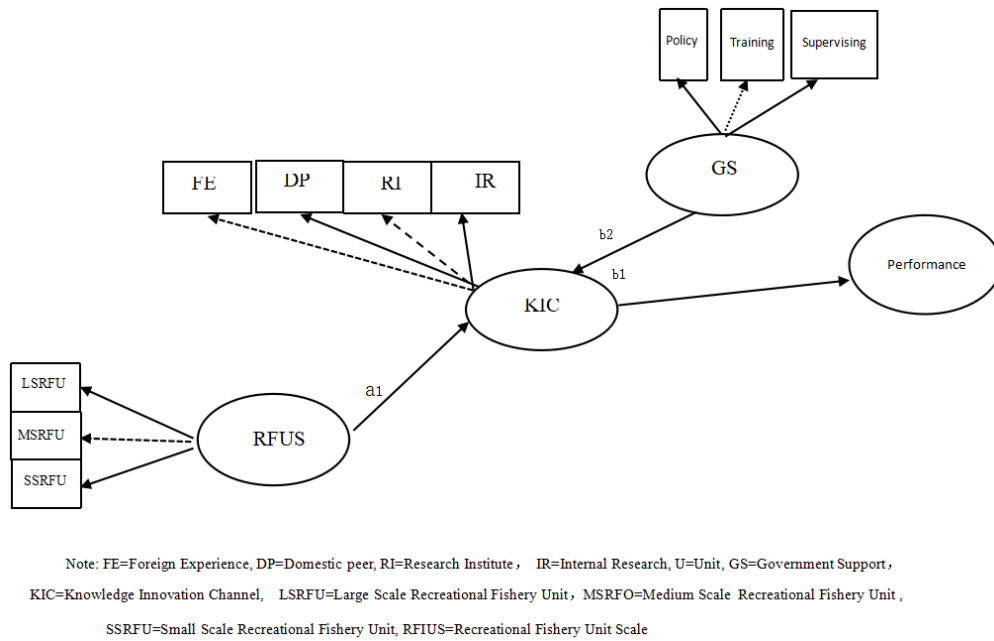 Policy Training Supervising
FE DP RI IR
GS
b2
Performance
b1
KIC
LSRFU
a1
MSRFU
RFUS
SSRFU
Note: FE=Foreign Experience, DP=Domestic peer, RI=Research Institute， IR=Internal Research, U=Unit, GS=Government Support，
KIC=Knowledge Innovation Channel, LSRFU=Large Scale Recreational Fishery Unit，MSRFO=Medium Scale Recreational Fishery Unit ,
SSRFU=Small Scale Recreational Fishery Unit, RFIUS=Recreational Fishery Unit Scale